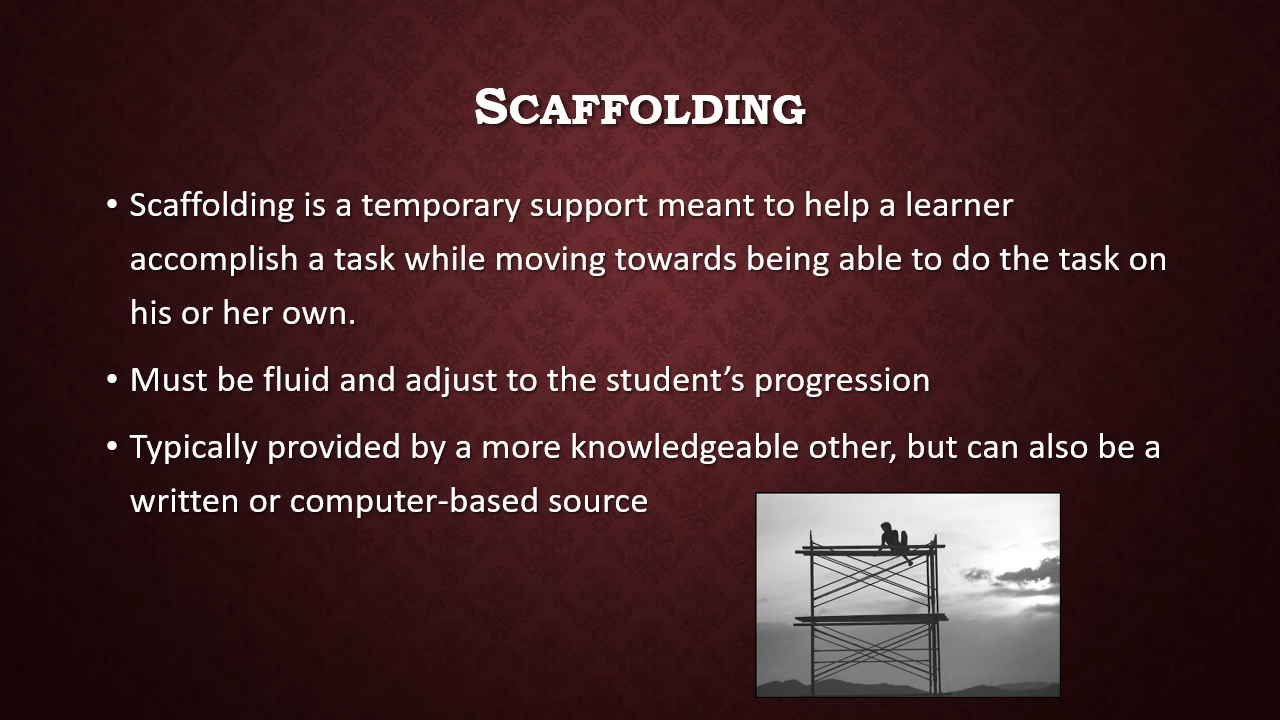 Scaffolding
• Scaffolding is a temporary support meant to help a learner
accomplish a task while moving towards being able to do the task on
his or her own.
• Must be fluid and adjust to the student’s progression
• Typically provided by a more knowledgeable other, but can also be a
written or computer-based source